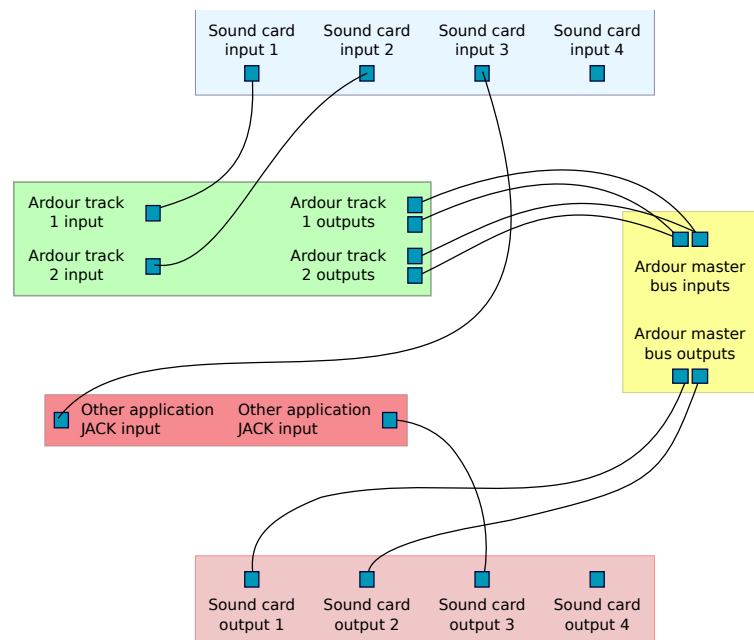 Sound card
input 1
Sound card
input 2
Sound card
input 3
Sound card
input 4
Ardour track
1 input
Ardour track
1 outputs
Ardour track
2 input
Ardour track
2 outputs
Ardour master
bus inputs
Ardour master
bus outputs
Other application
JACK input
Other application
JACK input
Sound card
output 1
Sound card
output 2
Sound card
output 3
Sound card
output 4